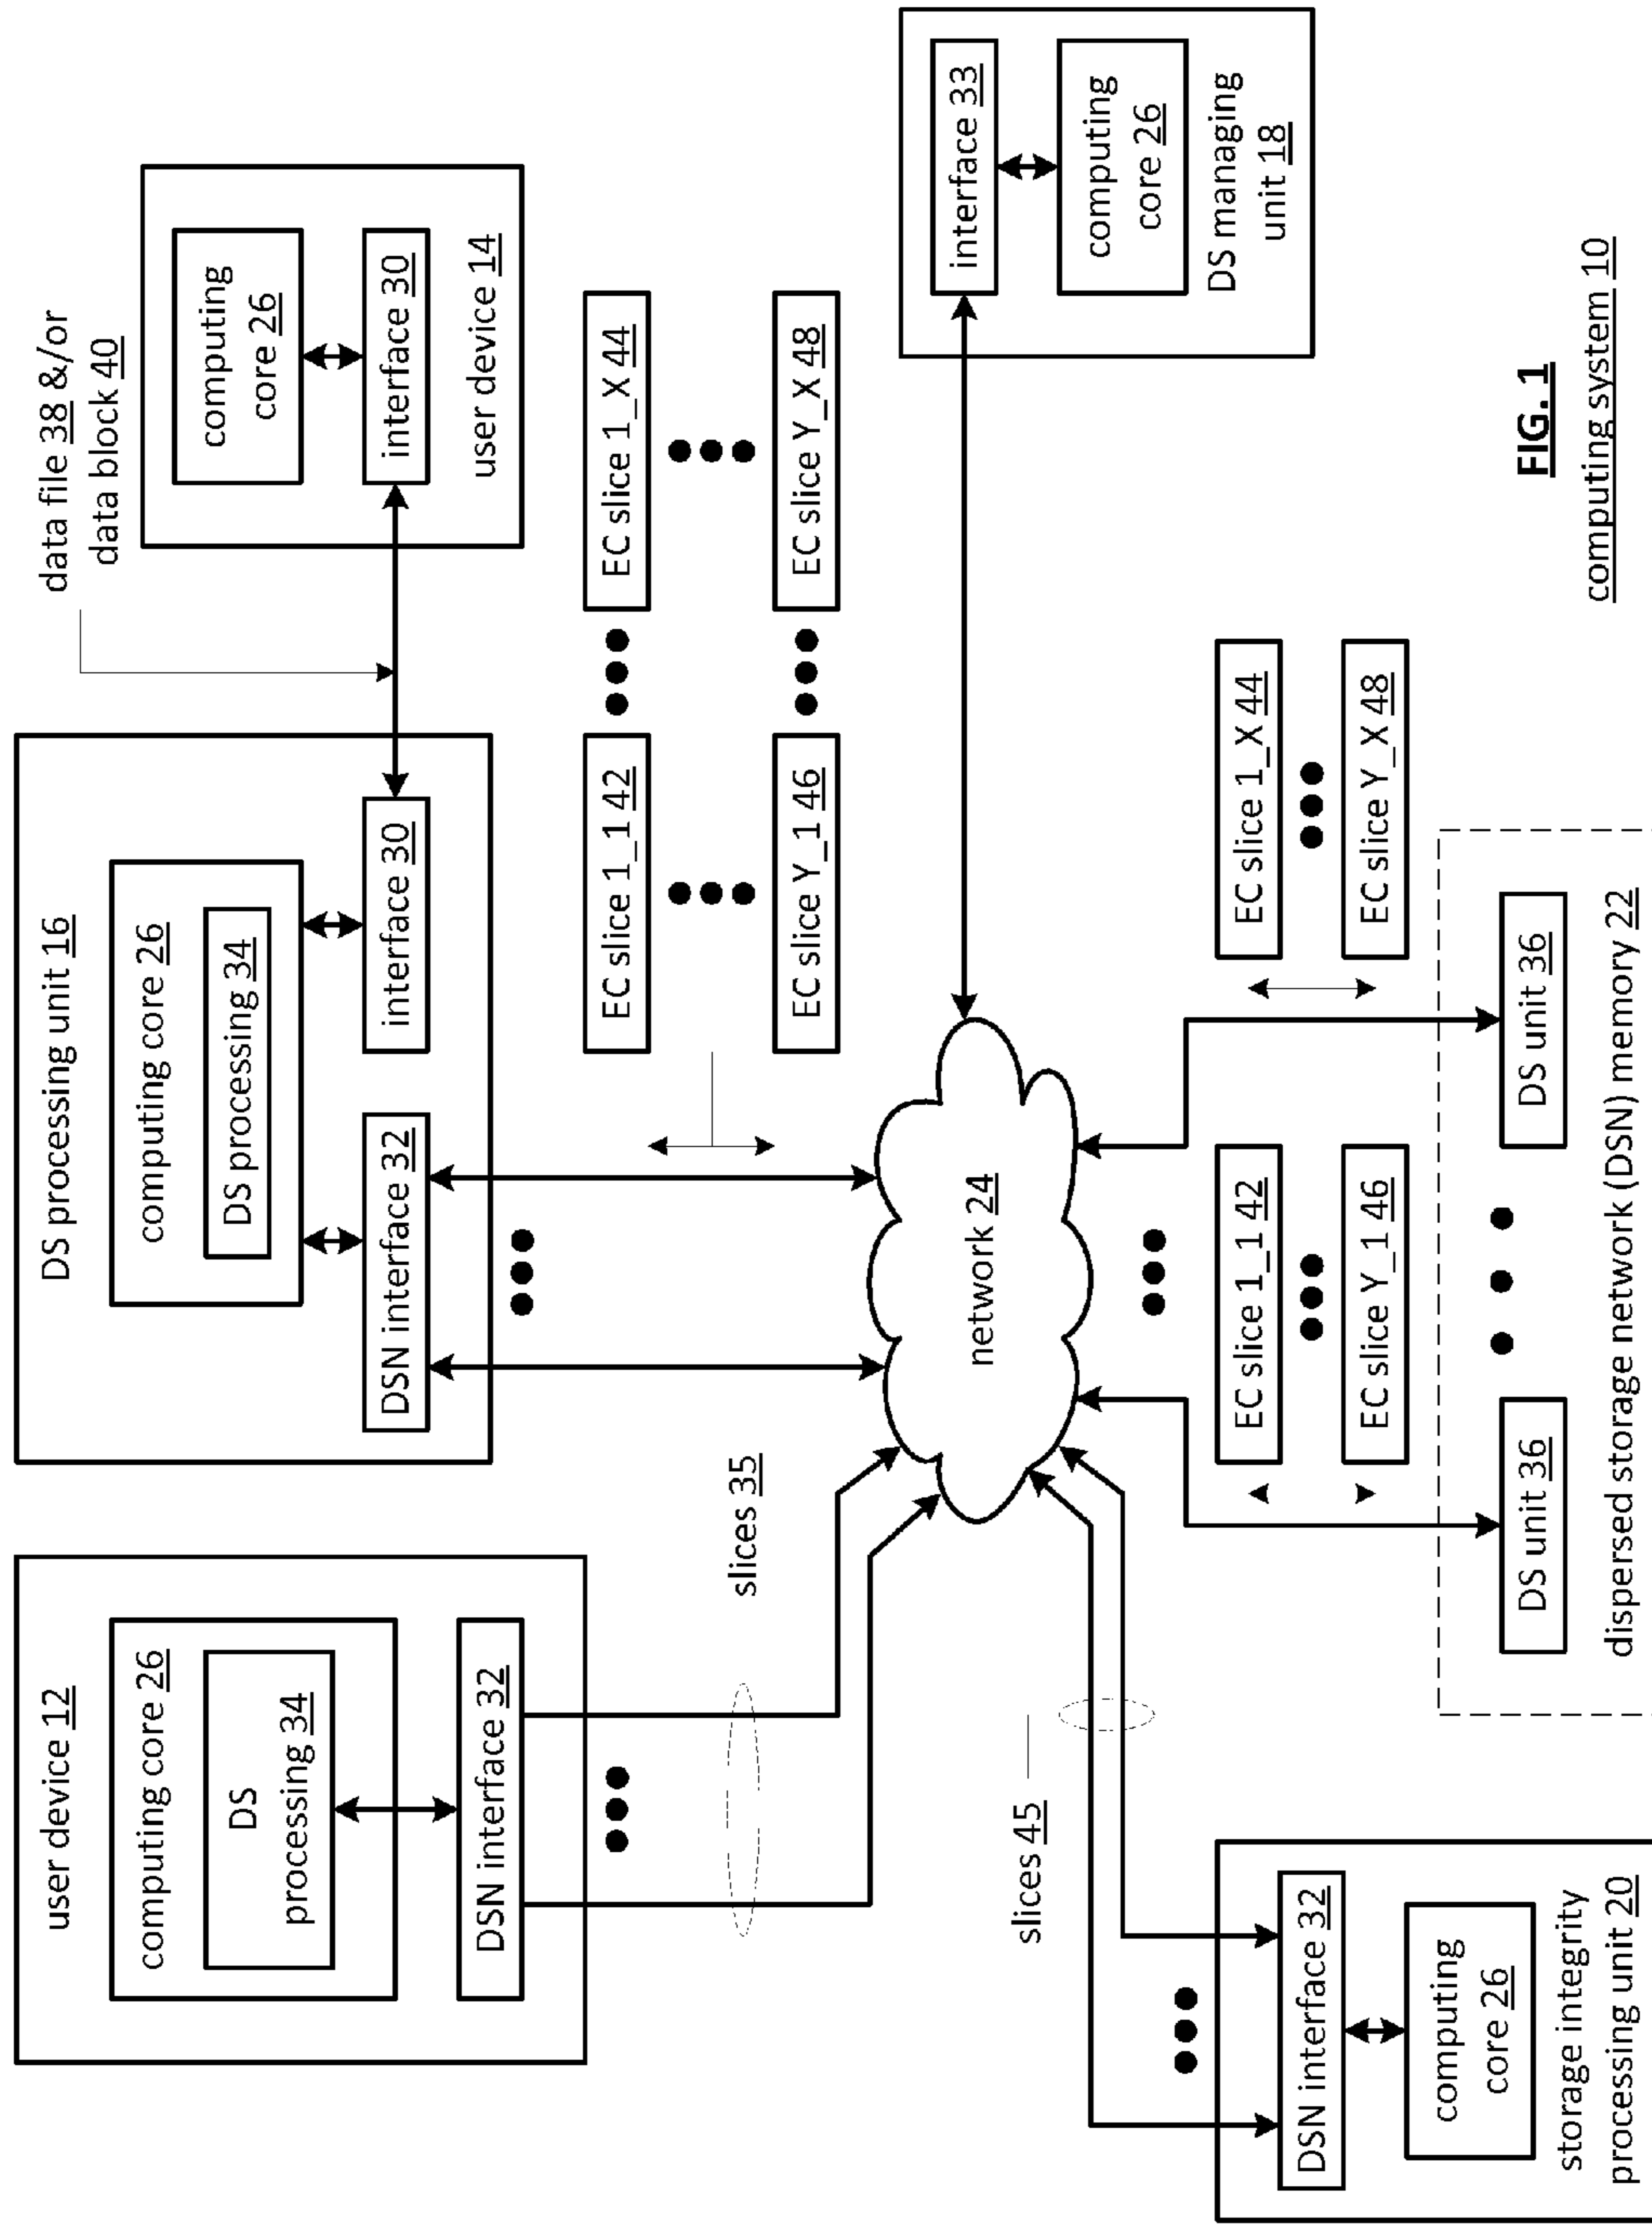 user device 12
computing core 26
DS
processing 34
DSN interface 32
DS processing unit 16
computing core 26
DS processing 34
DSN interface 32
interface 30
data file 38 &/or
data block 40
computing
core 26
interface 30
user device 14
slices 35
EC slice 1_1 42
EC slice 1_X 44
EC slice Y_1 46
EC slice Y_X 48
network 24
interface 33
computing
core 26
DS managing
unit 18
slices 45
DSN interface 32
computing
core 26
storage integrity
processing unit 20
EC slice 1_1 42
EC slice Y_1 46
EC slice 1_X 44
EC slice Y_X 48
DS unit 36
DS unit 36
dispersed storage network (DSN) memory 22
FIG. 1
computing system 10